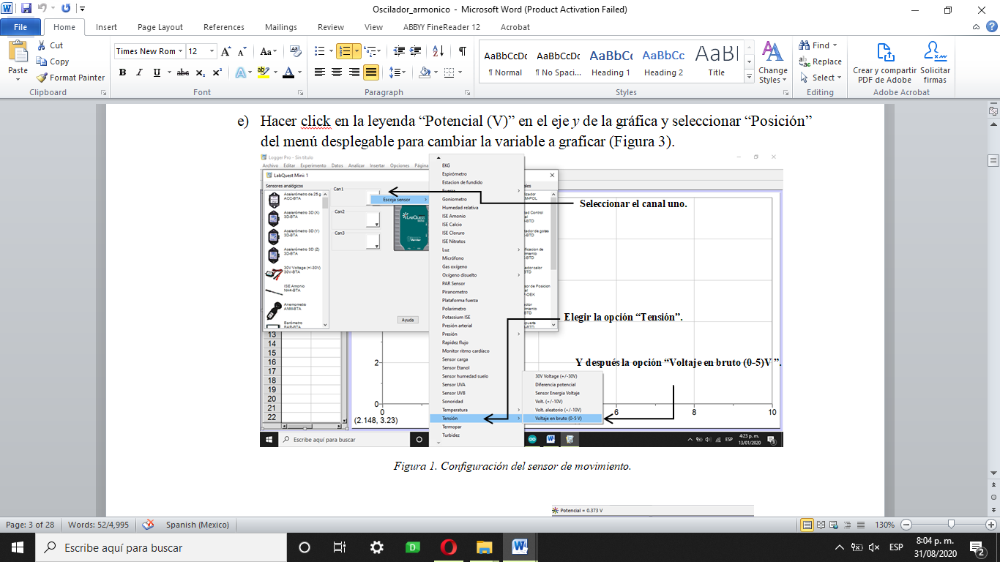 Oscilador_armonico - Microsoft Word (Product Activation Failed)
File Home Insert Page Layout References Mailings Review View ABBYY FineReader 12 Acrobat
Paste
Cut
Copy
Format Painter
Clipboard
Times New Rom 12
Font
Paragraph
AaBbCcDc AaBbCcDc AaBbCc AaBbCc AaBl
¶ Normal ¶ No Spaci... Heading 1 Heading 2 Title
Change Styles
Styles
Find
Replace
Select
Editing
Crear y compartir PDF de Adobe
Solicitar firmas
Adobe Acrobat
e) Hacer click en la leyenda “Potencial (V)” en el eje y de la gráfica y seleccionar “Posición”
del menú desplegable para cambiar la variable a graficar (Figura 3).
Logger Pro - Sin título
Archivo Editar Experimento Datos Analizar Insertar Opciones Página
LabQuest Mini: 1
Sensores analógicos
Acelerómetro de 25 g
ACC-BTA
Acelerómetro 3D (X)
3D-BTA
Acelerómetro 3D (Y)
3D-BTA
Acelerómetro 3D (Z)
3D-BTA
30V Voltage (+/-30V)
30V-BTA
ISE Amonio
NH4-BTA
Anemometro
ANM-BTA
Barómetro
BAR-BTA
Can1
Escoja sensor
Can2
Can3
LabQuest
MINI
Vernier
Ayuda
EKG
Espirómetro
Estacion de fundido
Fuerza
Goniometro
Humedad relativa
ISE Amonio
ISE Calcio
ISE Cloruro
ISE Nitratos
Luz
Micrófono
Gas oxígeno
Oxígeno disuelto
PAR Sensor
Piranometro
Plataforma fuerza
Polarimetro
Potassium ISE
Presión arterial
Presión
Rapidez flujo
Monitor ritmo cardíaco
Sensor carga
Sensor Etanol
Sensor humedad suelo
Sensor UVA
Sensor UVB
Sonoridad
Temperatura
Tensión
Termopar
Turbidez
30V Voltage (+/-30V)
Diferencia potencial
Sensor Energia Voltaje
Volt. (+/-10V)
Volt. aleatorio (+/-10V)
Voltaje en bruto (0-5 V)
Seleccionar el canal uno.
Elegir la opción “Tensión”.
Y después la opción “Voltaje en bruto (0-5)V ”.
13
14
15
16
17
18
19
20
21
22
2
0
0 6 8 10
(2.148, 3.23)
Escribe aquí para buscar
ESP
4:23 p. m.
13/01/2020
Figura 1. Configuración del sensor de movimiento.
Potencial = 0.373 V
Page: 3 of 28 Words: 52/4,995 Spanish (Mexico) 130%
Escribe aquí para buscar
ESP
8:04 p. m.
31/08/2020
2